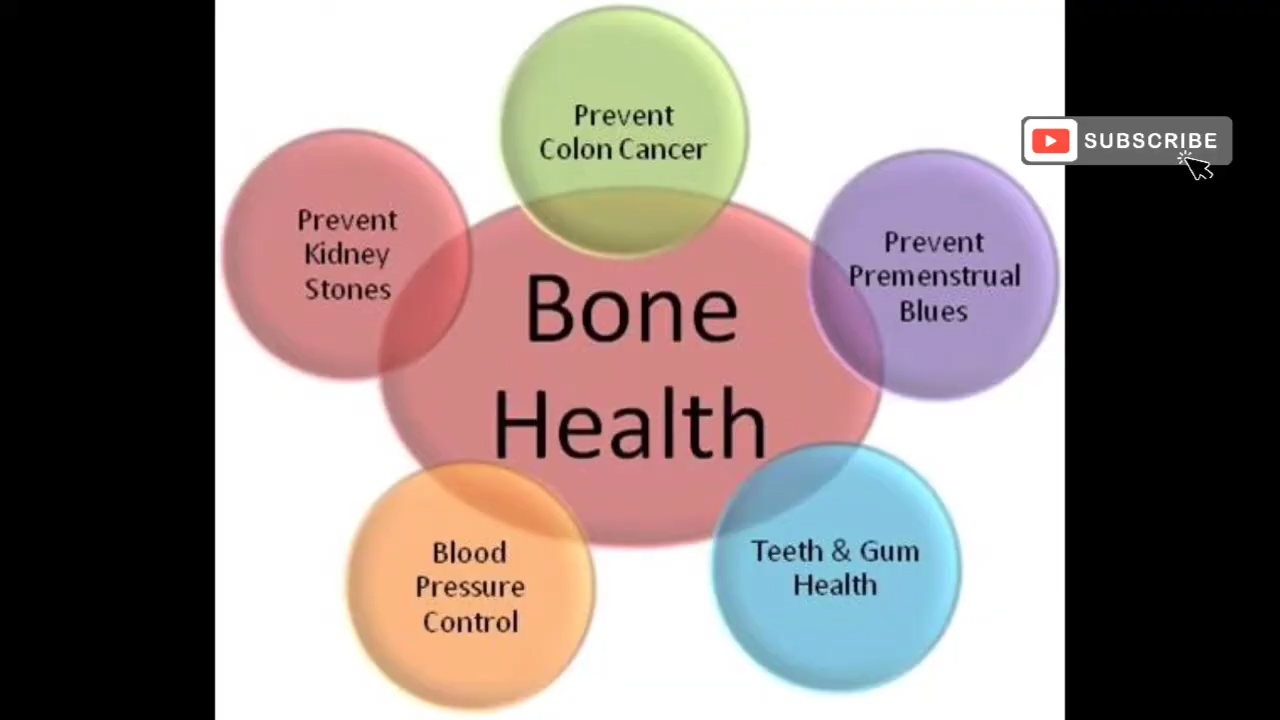 Prevent
Colon Cancer
SUBSCRIBE
Prevent
Kidney
Stones
Prevent
Premenstrual
Blues
Bone
Health
Blood
Pressure
Control
Teeth & Gum
Health